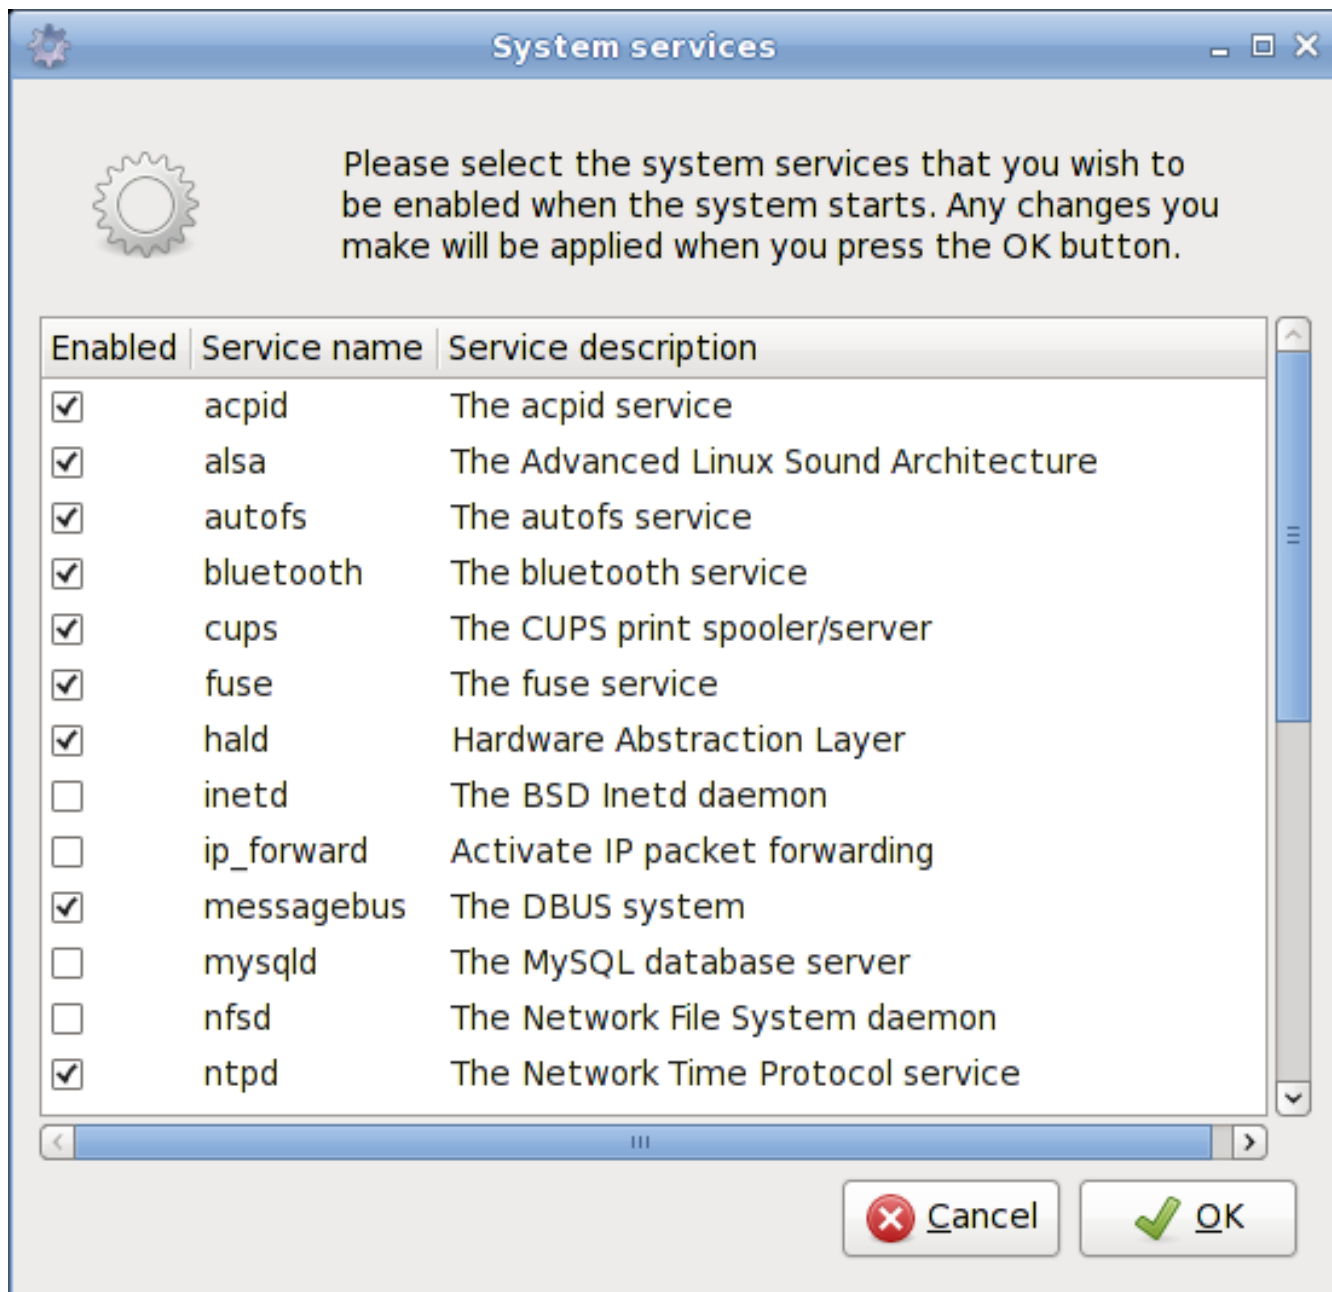 System services
Please select the system services that you wish to
be enabled when the system starts. Any changes you
make will be applied when you press the OK button.
Enabled Service name Service description
acpid The acpid service
alsa The Advanced Linux Sound Architecture
autofs The autofs service
bluetooth The bluetooth service
cups The CUPS print spooler/server
fuse The fuse service
hald Hardware Abstraction Layer
inetd The BSD Inetd daemon
ip_forward Activate IP packet forwarding
messagebus The DBUS system
mysqld The MySQL database server
nfsd The Network File System daemon
ntpd The Network Time Protocol service
Cancel OK